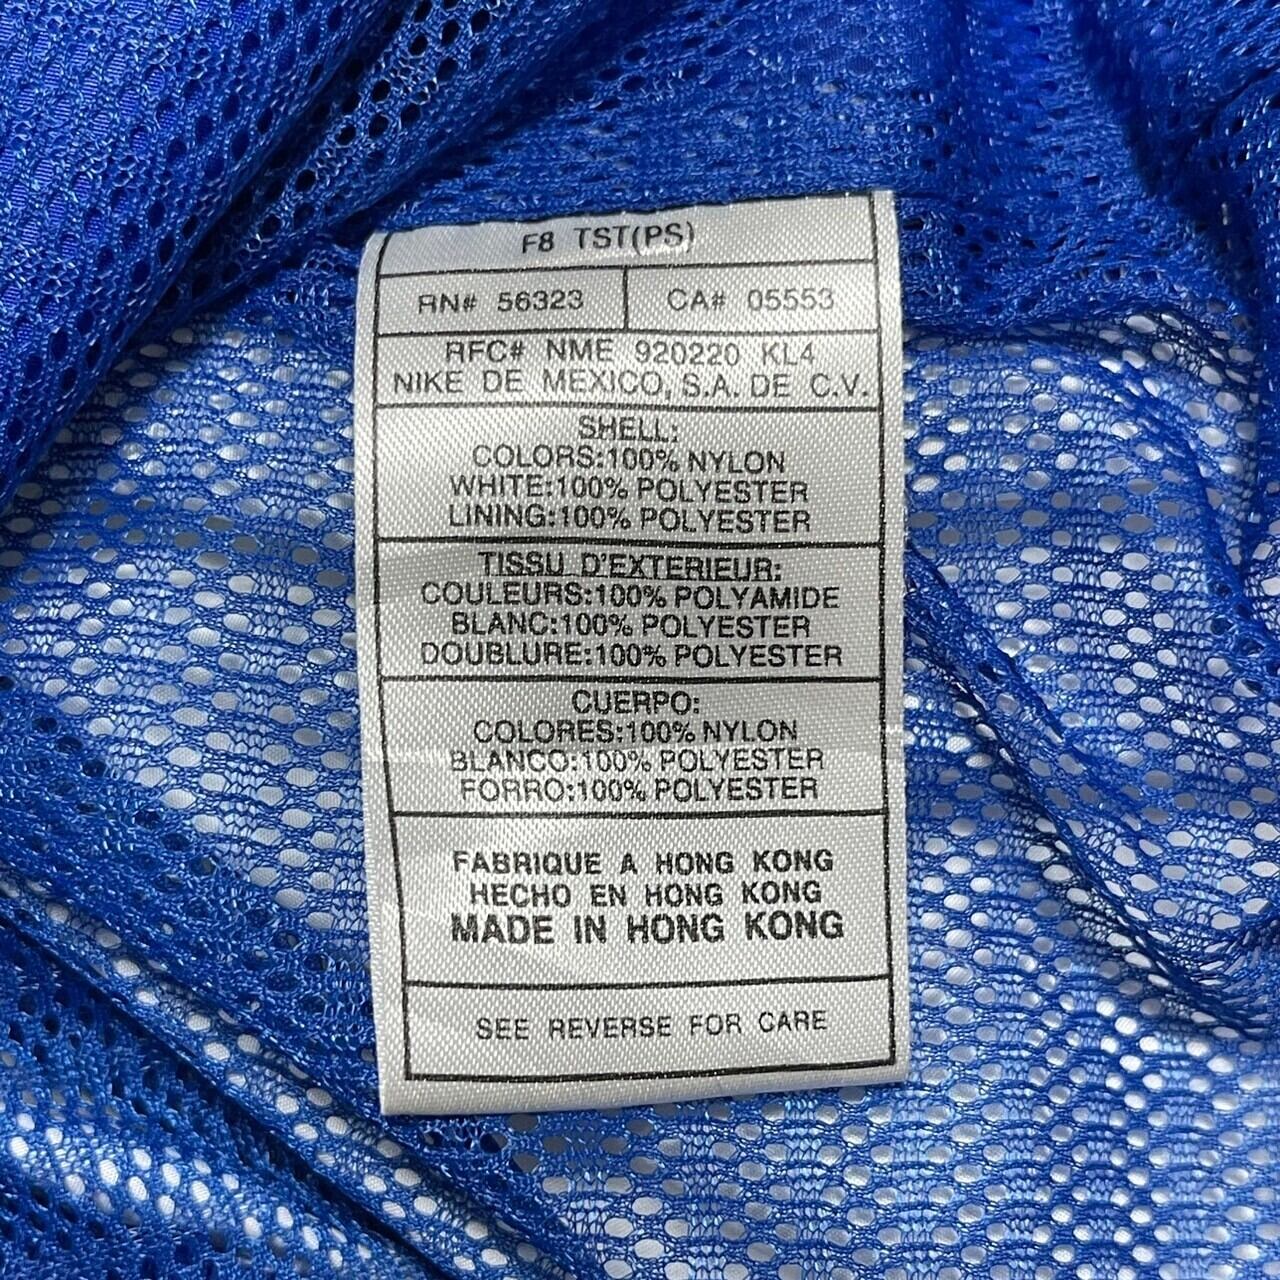 F8 TST(PS)
RN# 56323 CA# 05553
RFC# NME 920220 KL4
NIKE DE MEXICO, S.A. DE C.V.
SHELL:
COLORS:100% NYLON
WHITE:100% POLYESTER
LINING:100% POLYESTER
TISSU D'EXTERIEUR:
COULEURS:100% POLYAMIDE
BLANC:100% POLYESTER
DOUBLURE:100% POLYESTER
CUERPO:
COLORES:100% NYLON
BLANCO:100% POLYESTER
FORRO:100% POLYESTER
FABRIQUE A HONG KONG
HECHO EN HONG KONG
MADE IN HONG KONG
SEE REVERSE FOR CARE